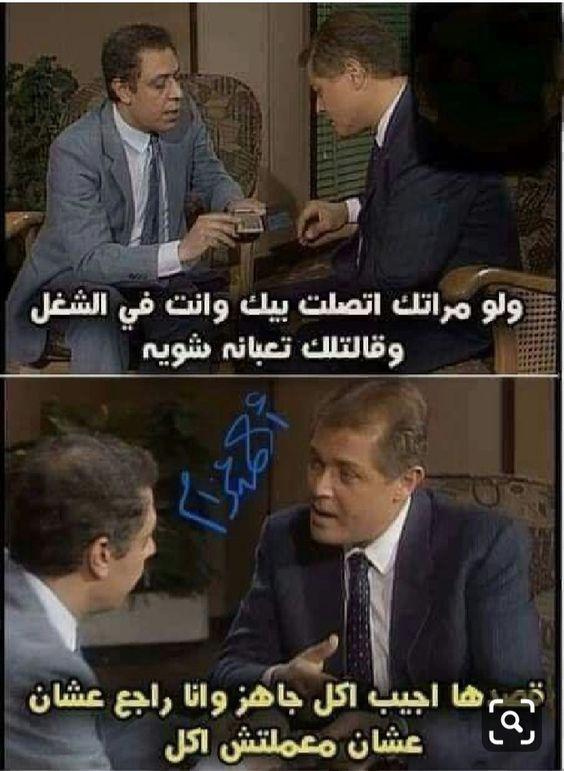 ولو مراتك اتصلت بيك وانت في الشغل
وقالتلك تعبانه شويه
قصدها اجيب اكل جاهز وانا راجع عشان
عشان معملتش اكل